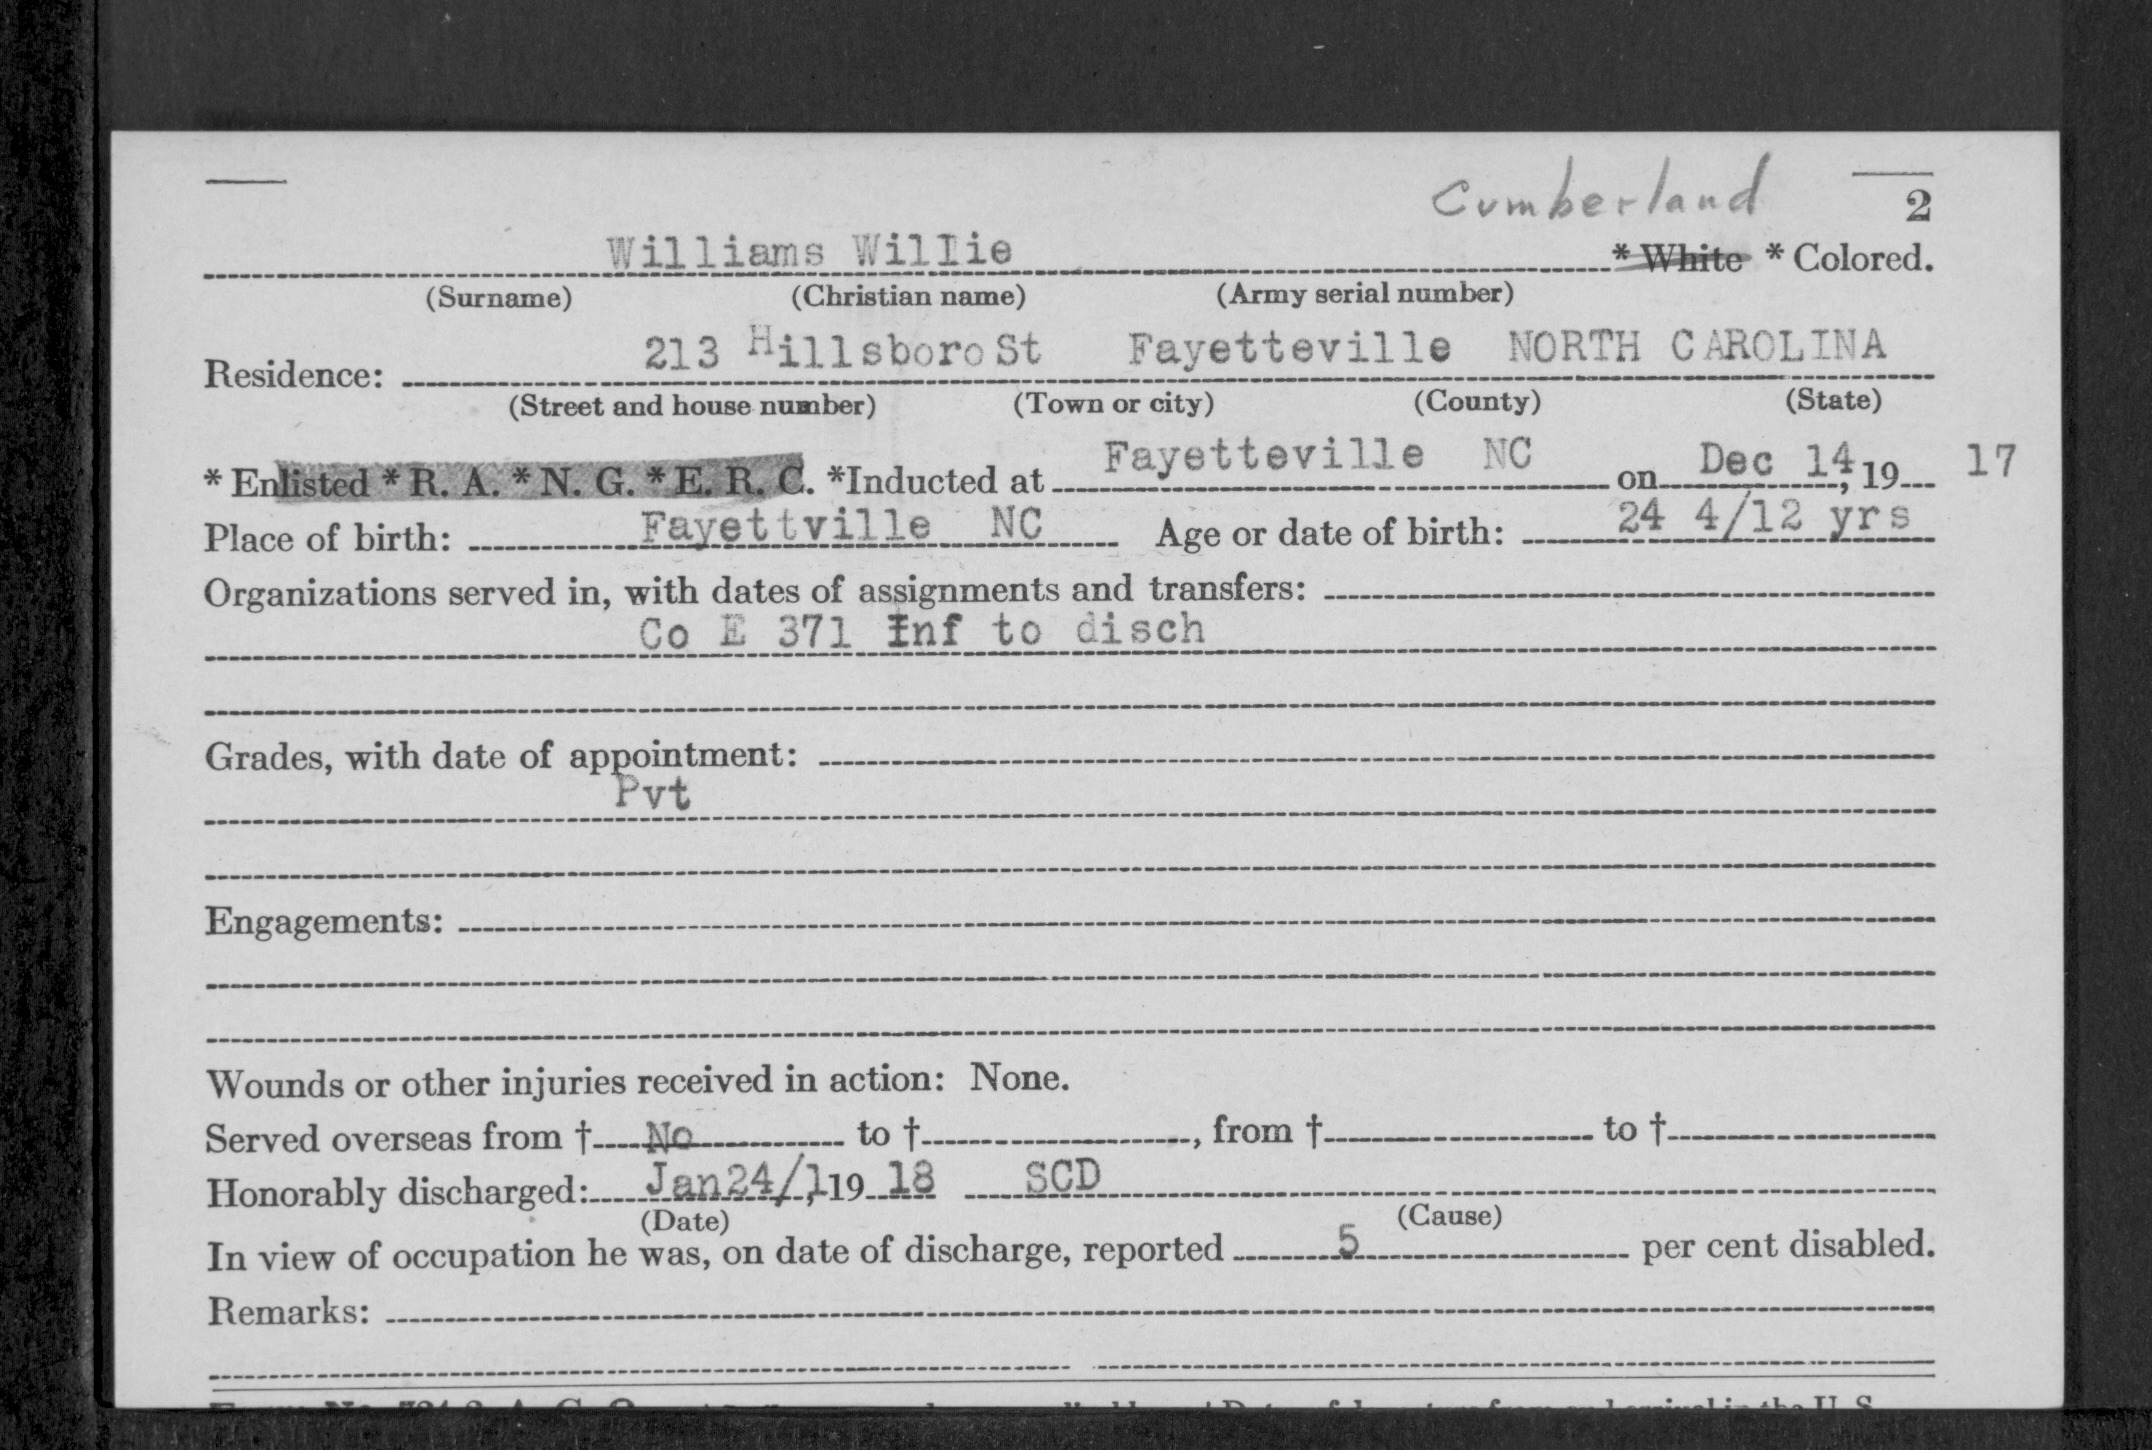 Cumberland 2
Williams Willie * White * Colored.
(Surname) (Christian name) (Army serial number)
Residence: 213 Hillsboro St Fayetteville NORTH CAROLINA
(Street and house number) (Town or city) (County) (State)
* Enlisted * R. A. * N. G. * E. R. C. *Inducted at Fayetteville NC on Dec 14, 19 17
Place of birth: Fayettville NC Age or date of birth: 24 4/12 yrs
Organizations served in, with dates of assignments and transfers:
Co E 371 Inf to disch
Grades, with date of appointment:
Pvt
Engagements:
Wounds or other injuries received in action: None.
Served overseas from † No to †, from † to †
Honorably discharged: Jan24/1, 19 18 SCD
(Date) (Cause)
In view of occupation he was, on date of discharge, reported 5 per cent disabled.
Remarks: